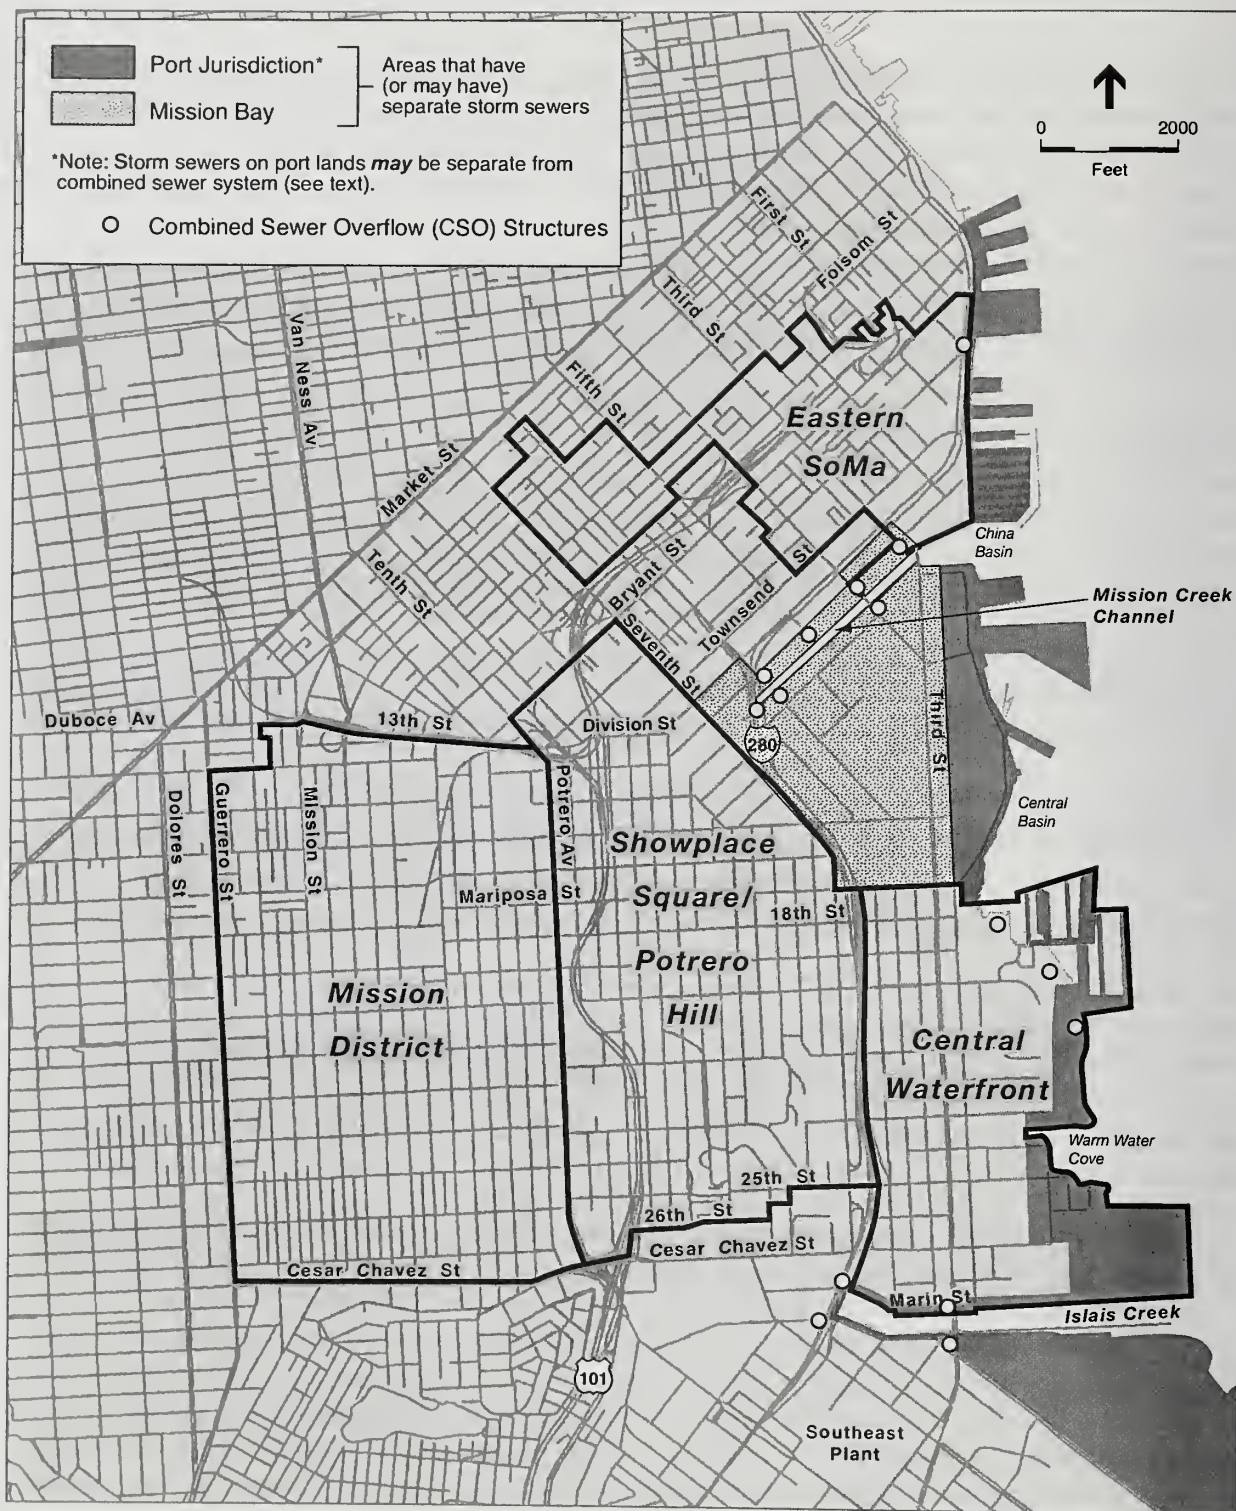 Port Jurisdiction*
Mission Bay
Areas that have
(or may have)
separate storm sewers
*Note: Storm sewers on port lands may be separate from
combined sewer system (see text).
Combined Sewer Overflow (CSO) Structures
0 2000
Feet
First St
Folsom St
Third St
Van Ness Av
Fifth St
Eastern
SoMa
Market St
China
Basin
Tenth St
Bryant St
Mission Creek
Channel
Townsend St
Seventh St
Third St
Duboce Av
13th St
Division St
280
Dolores St
Guerrero St
Mission St
Potrero Av
Central
Basin
Showplace
Square/
Potrero
Hill
Mariposa St
18th St
Mission
District
Central
Waterfront
Warm Water
Cove
25th St
26th St
Cesar Chavez St
Cesar Chavez St
Marin St
Islais Creek
101
Southeast
Plant